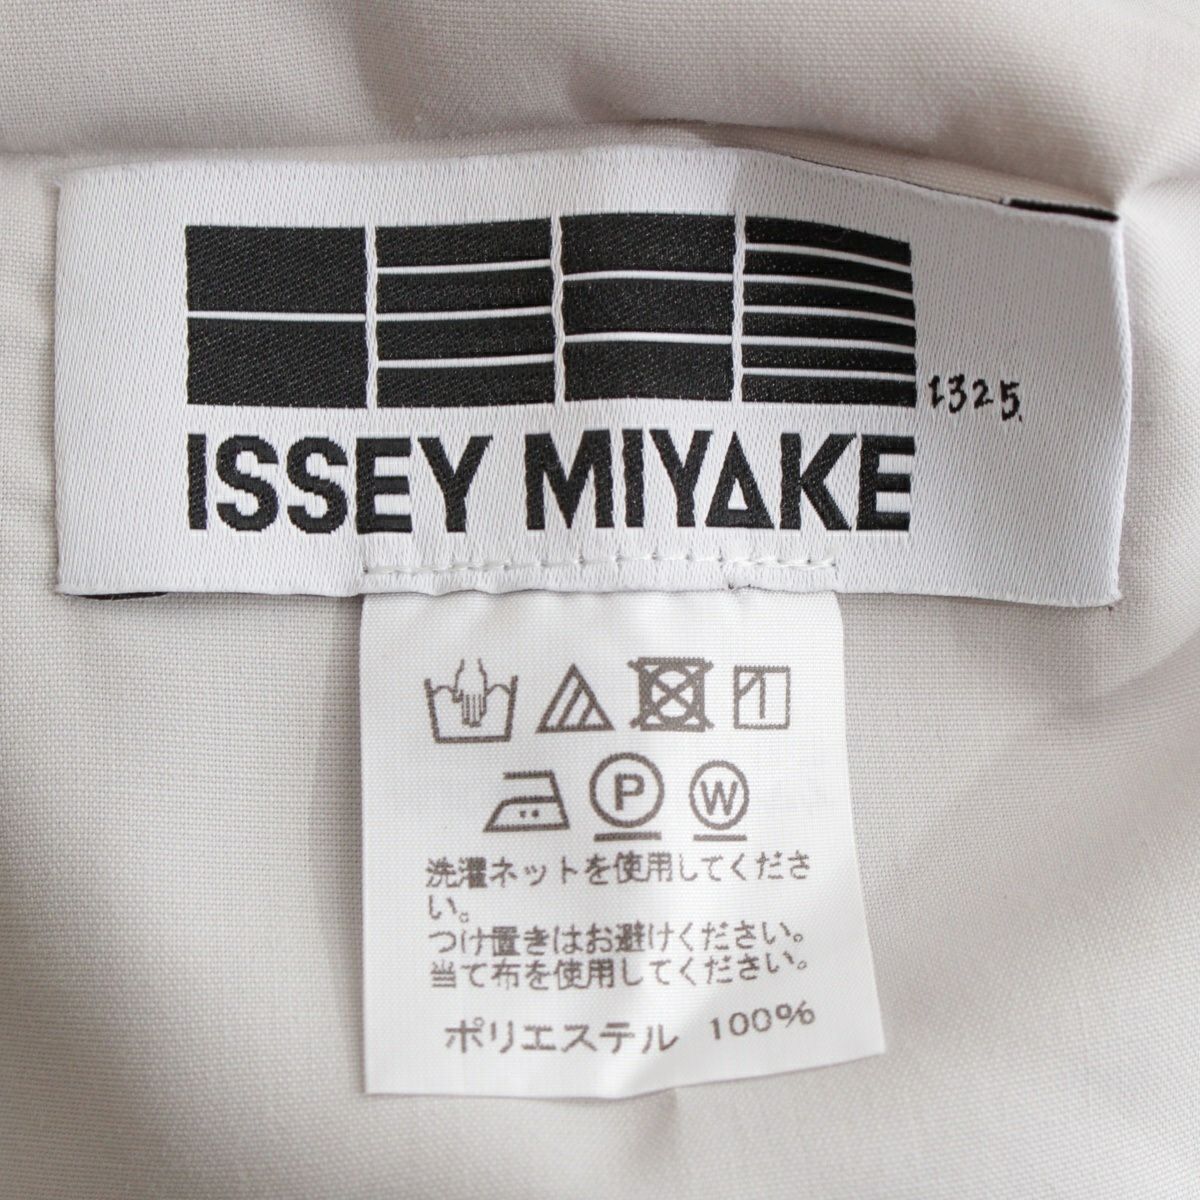 1325.
ISSEY MIYAKE
P
W
洗濯ネットを使用してくださ
い。
つけ置きはお避けください。
当て布を使用してください。
ポリエステル 100%